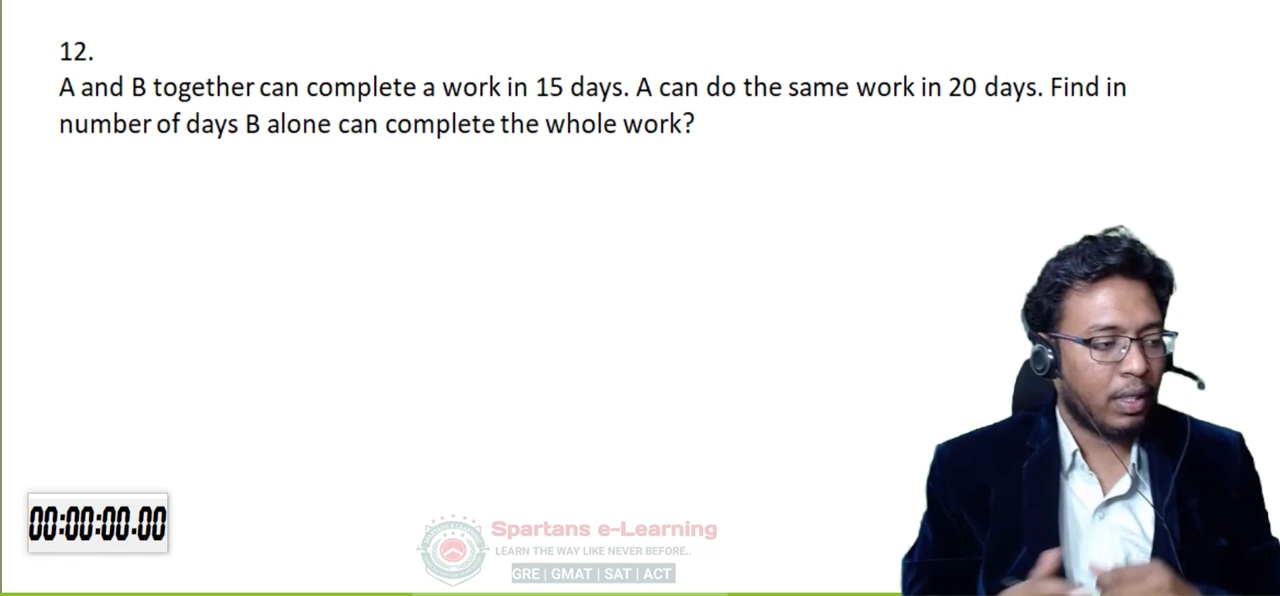 12.
A and B together can complete a work in 15 days. A can do the same work in 20 days. Find in
number of days B alone can complete the whole work?
00:00:00.00
Spartans e-Learning
LEARN THE WAY LIKE NEVER BEFORE..
GRE | GMAT | SAT | ACT